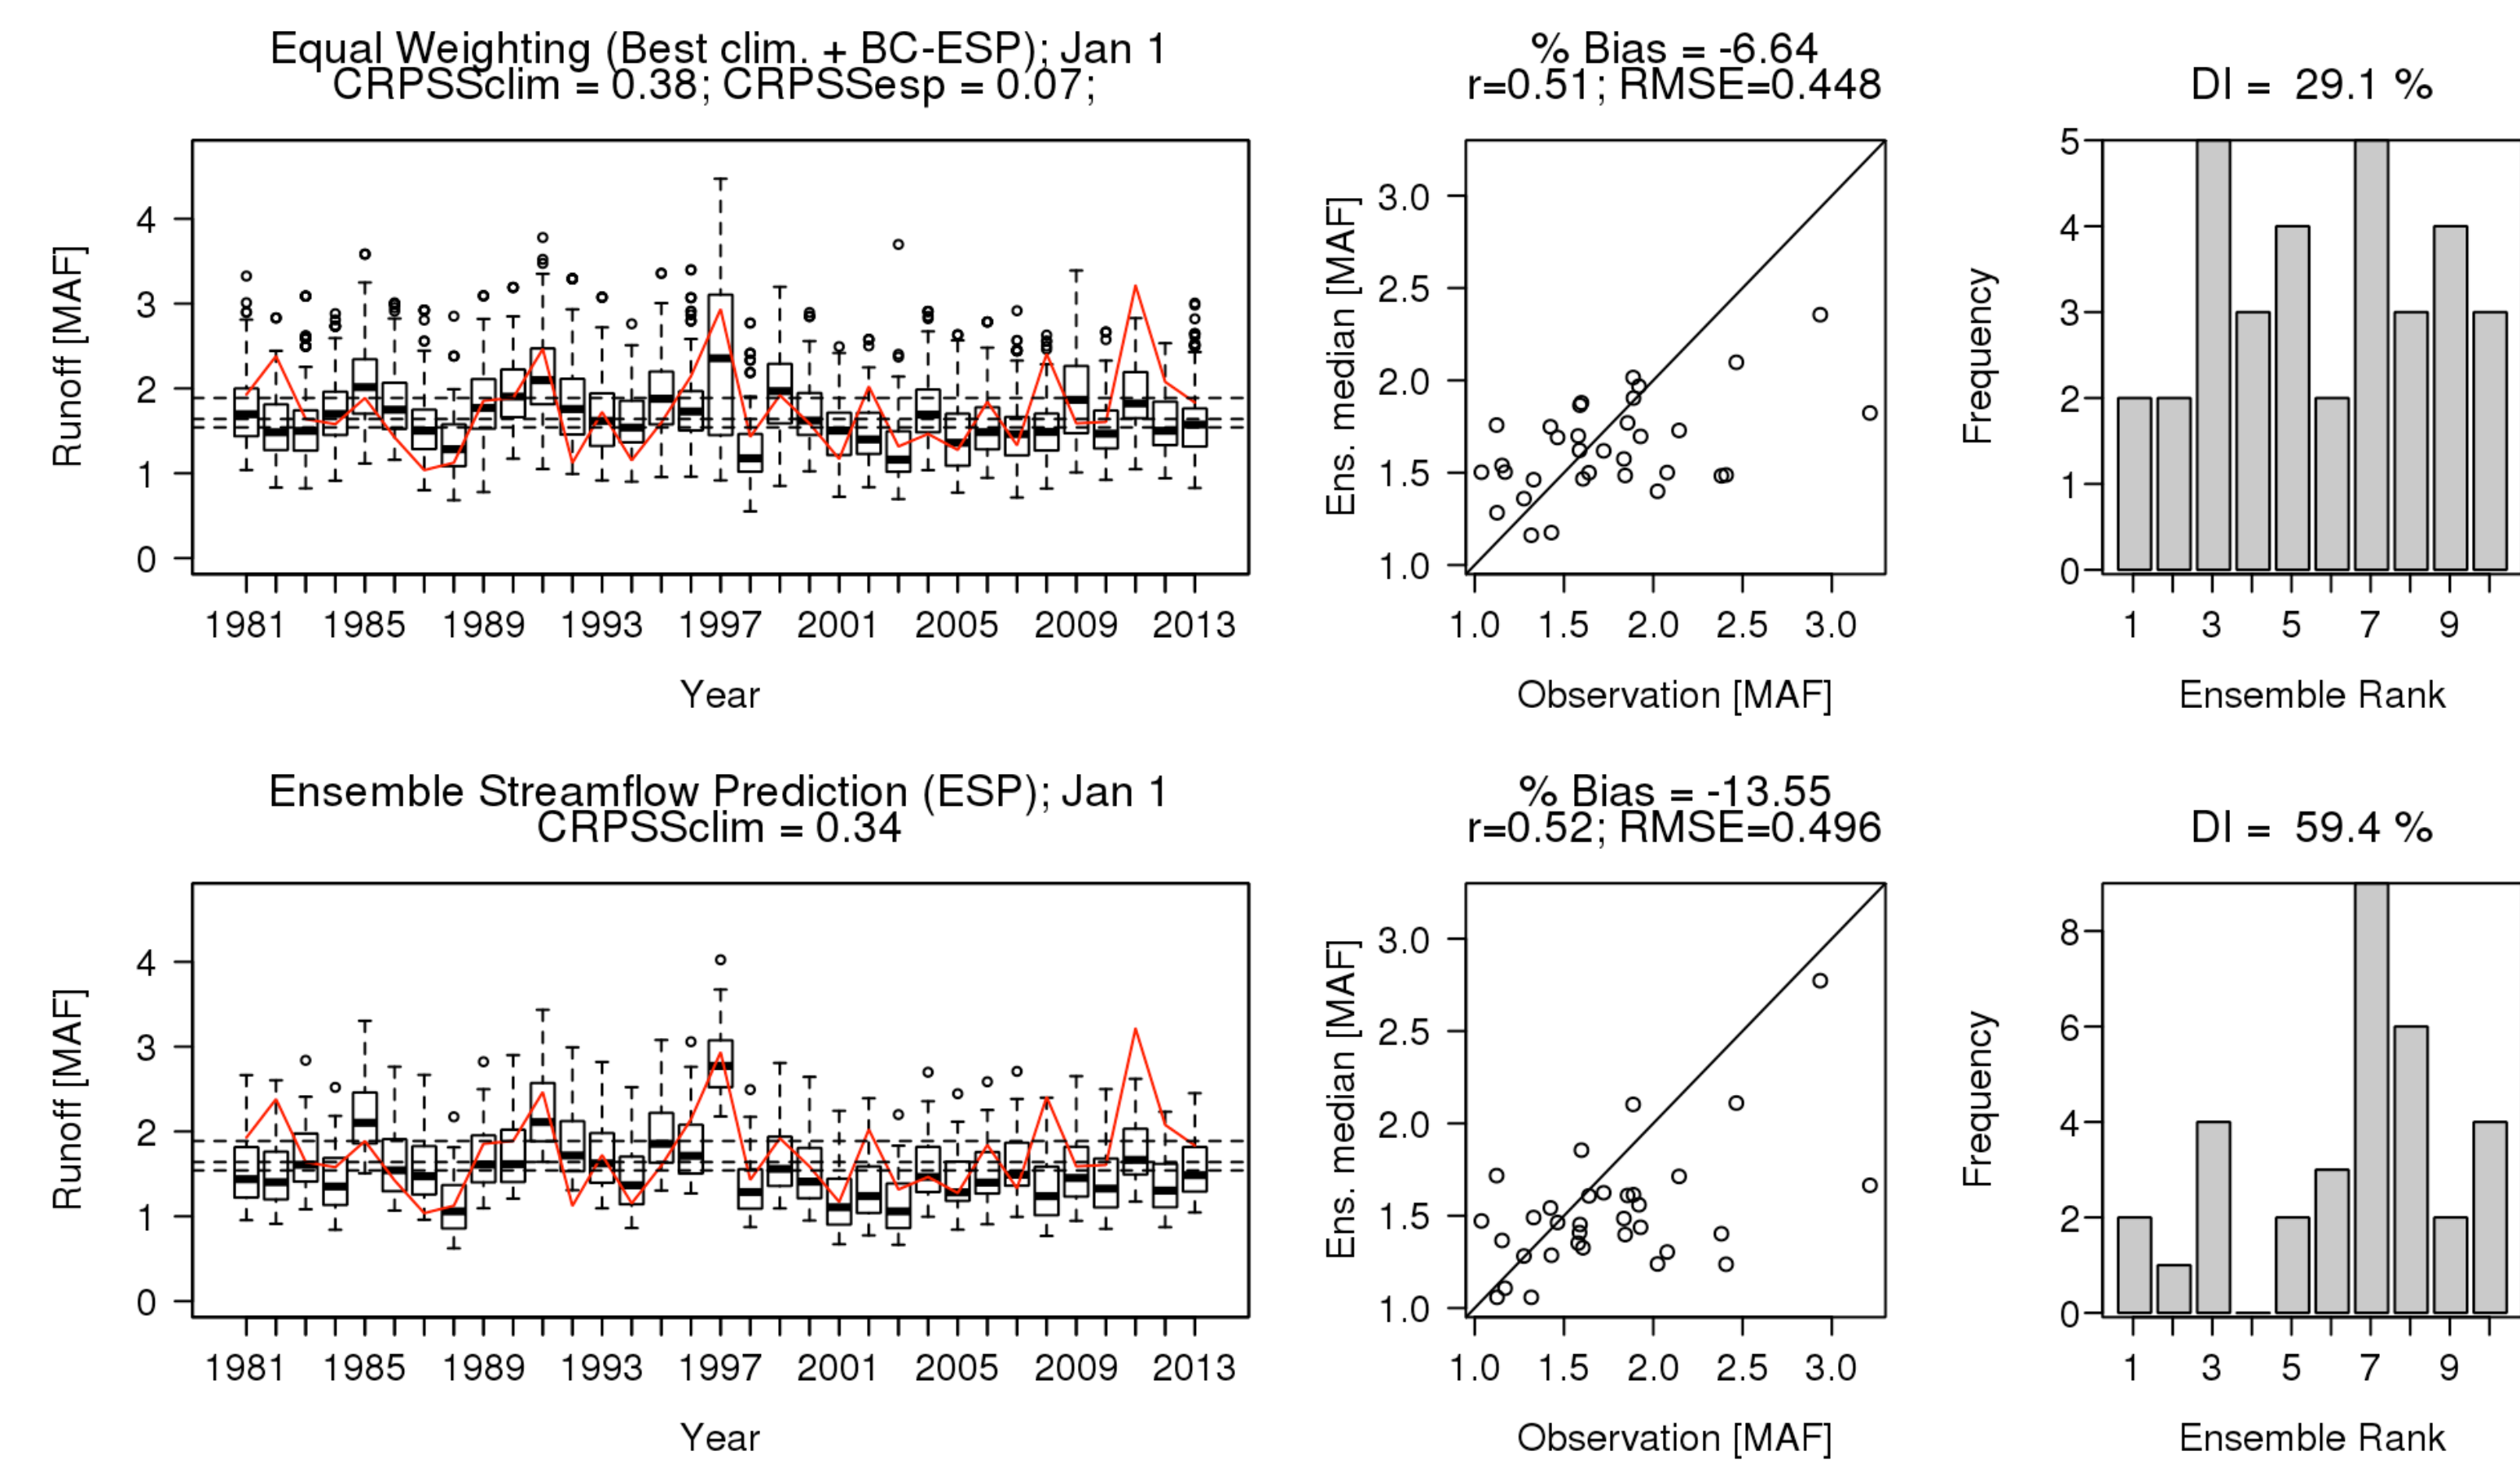 Equal Weighting (Best clim. + BC-ESP); Jan 1
CRPSSclim = 0.38; CRPSSesp = 0.07;
Runoff [MAF]
4
3
2
1
0
1981 1985 1989 1993 1997 2001 2005 2009 2013
Year
% Bias = -6.64
r=0.51; RMSE=0.448
Ens. median [MAF]
3.0
2.5
2.0
1.5
1.0
1.0 1.5 2.0 2.5 3.0
Observation [MAF]
DI = 29.1 %
Frequency
5
4
3
2
1
0
1 3 5 7 9
Ensemble Rank
Ensemble Streamflow Prediction (ESP); Jan 1
CRPSSclim = 0.34
Runoff [MAF]
4
3
2
1
0
1981 1985 1989 1993 1997 2001 2005 2009 2013
Year
% Bias = -13.55
r=0.52; RMSE=0.496
Ens. median [MAF]
3.0
2.5
2.0
1.5
1.0
1.0 1.5 2.0 2.5 3.0
Observation [MAF]
DI = 59.4 %
Frequency
8
6
4
2
0
1 3 5 7 9
Ensemble Rank